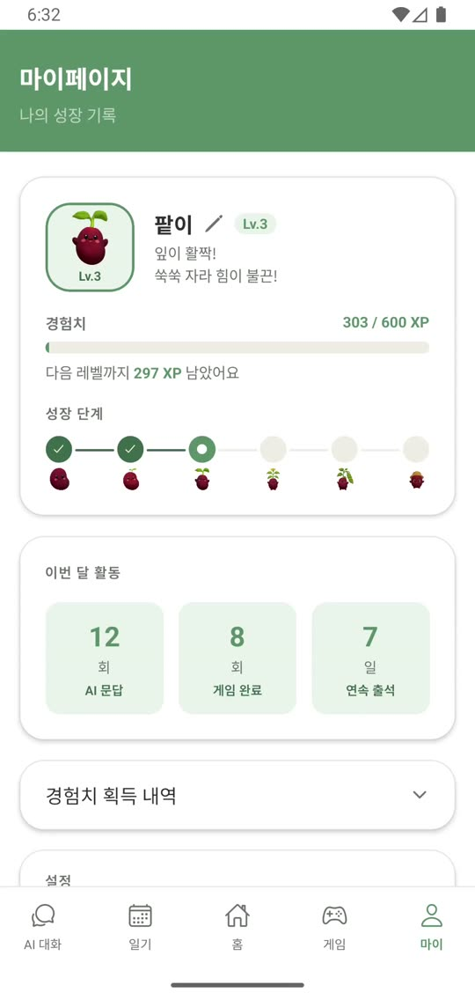 6:32
마이페이지
나의 성장 기록
팥이
Lv.3
잎이 활짝!
쑥쑥 자라 힘이 불끈!
Lv.3
경험치
303 / 600 XP
다음 레벨까지 297 XP 남았어요
성장 단계
이번 달 활동
12
회
AI 문답
8
회
게임 완료
7
일
연속 출석
경험치 획득 내역
설정
AI 대화
일기
홈
게임
마이